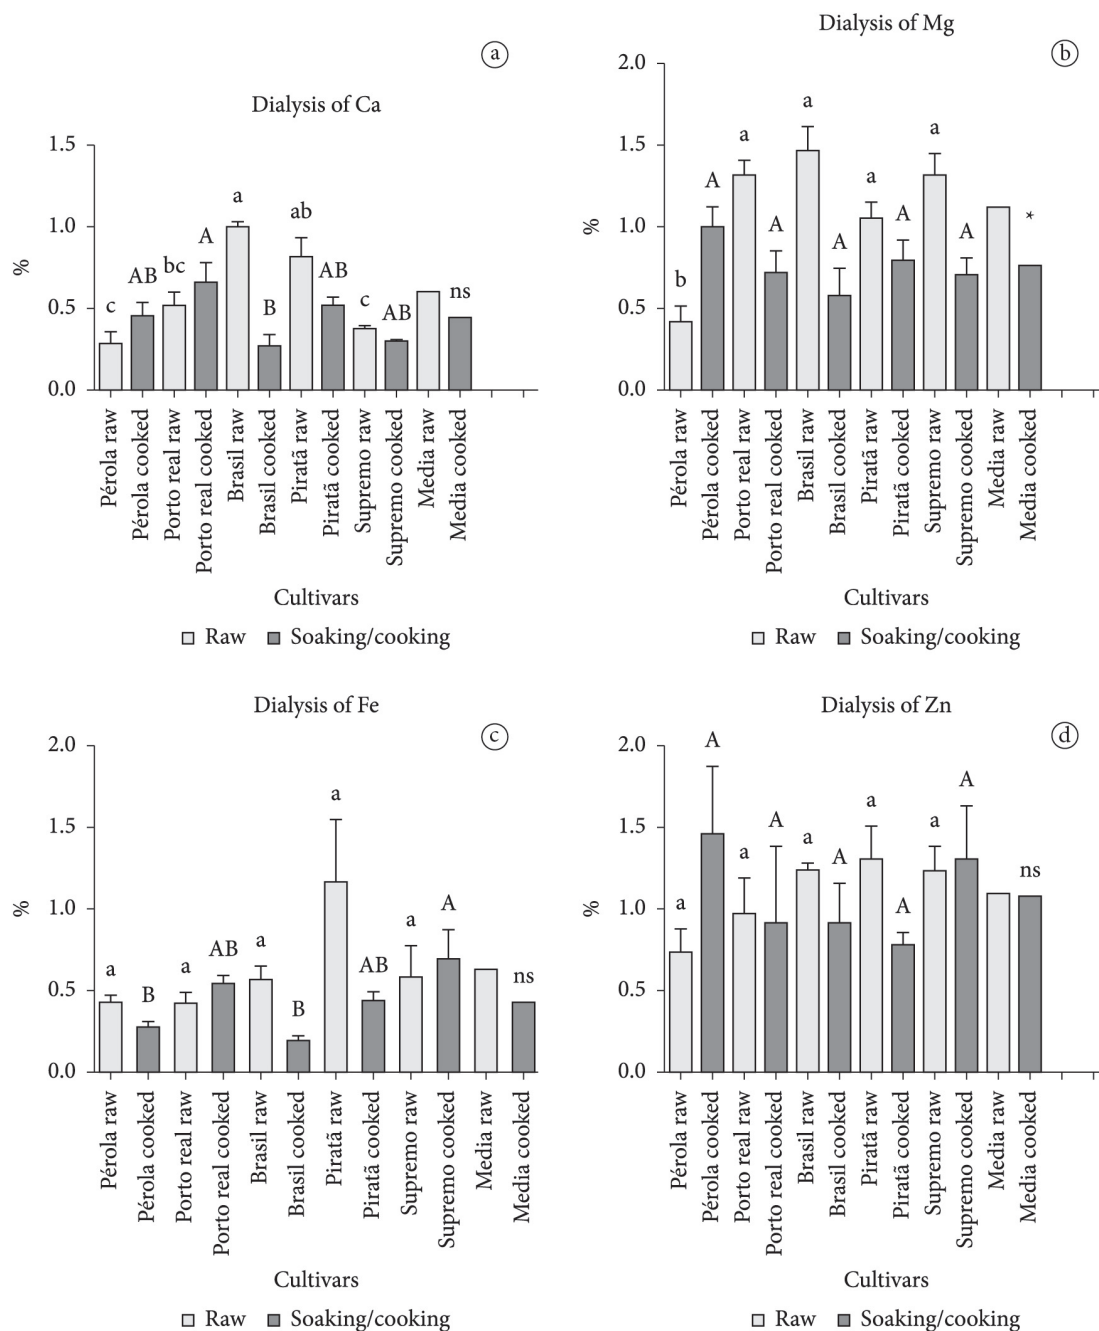 a
Dialysis of Ca
1.5
1.0
0.5
0.0
%
c
AB
bc
A
a
B
ab
AB
c
AB
ns
Pérola raw
Pérola cooked
Porto real raw
Porto real cooked
Brasil raw
Brasil cooked
Piratã raw
Piratã cooked
Supremo raw
Supremo cooked
Media raw
Media cooked
Cultivars
Raw
Soaking/cooking
Dialysis of Mg
b
2.0
1.5
1.0
0.5
0.0
%
b
A
a
A
a
A
a
A
a
A
*
Pérola raw
Pérola cooked
Porto real raw
Porto real cooked
Brasil raw
Brasil cooked
Piratã raw
Piratã cooked
Supremo raw
Supremo cooked
Media raw
Media cooked
Cultivars
Raw
Soaking/cooking
Dialysis of Fe
c
2.0
1.5
1.0
0.5
0.0
%
a
B
a
AB
a
B
a
AB
a
A
ns
Pérola raw
Pérola cooked
Porto real raw
Porto real cooked
Brasil raw
Brasil cooked
Piratã raw
Piratã cooked
Supremo raw
Supremo cooked
Media raw
Media cooked
Cultivars
Raw
Soaking/cooking
Dialysis of Zn
d
2.0
1.5
1.0
0.5
0.0
%
a
A
a
A
a
A
a
A
a
A
ns
Pérola raw
Pérola cooked
Porto real raw
Porto real cooked
Brasil raw
Brasil cooked
Piratã raw
Piratã cooked
Supremo raw
Supremo cooked
Media raw
Media cooked
Cultivars
Raw
Soaking/cooking